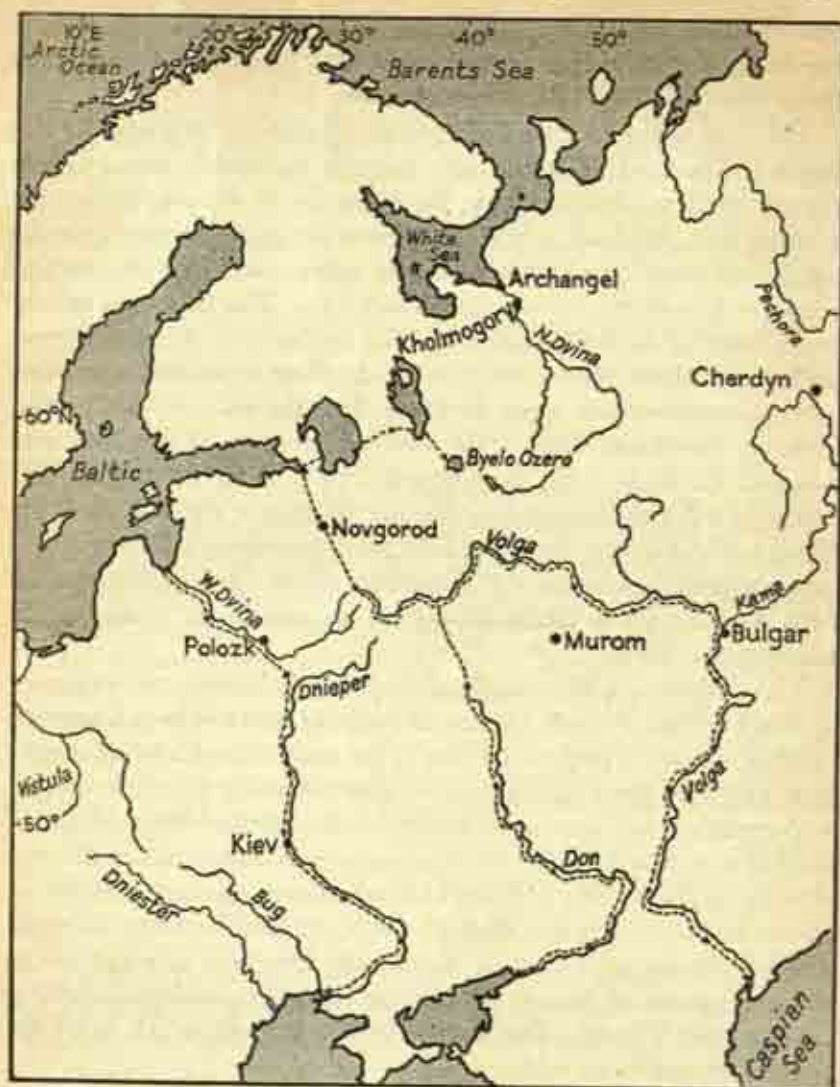 10°E
20°
30°
40°
50°
Arctic
Ocean
Barents Sea
White
Sea
Archangel
Kholmogory
N.Dvina
Peshora
Cherdyn
60°N
Baltic
Byelo Ozero
Novgorod
Volga
W.Dvina
Kama
Polozk
Murom
Bulgar
Dnieper
Vistula
Volga
50°
Kiev
Don
Dniester
Bug
Caspian
Sea